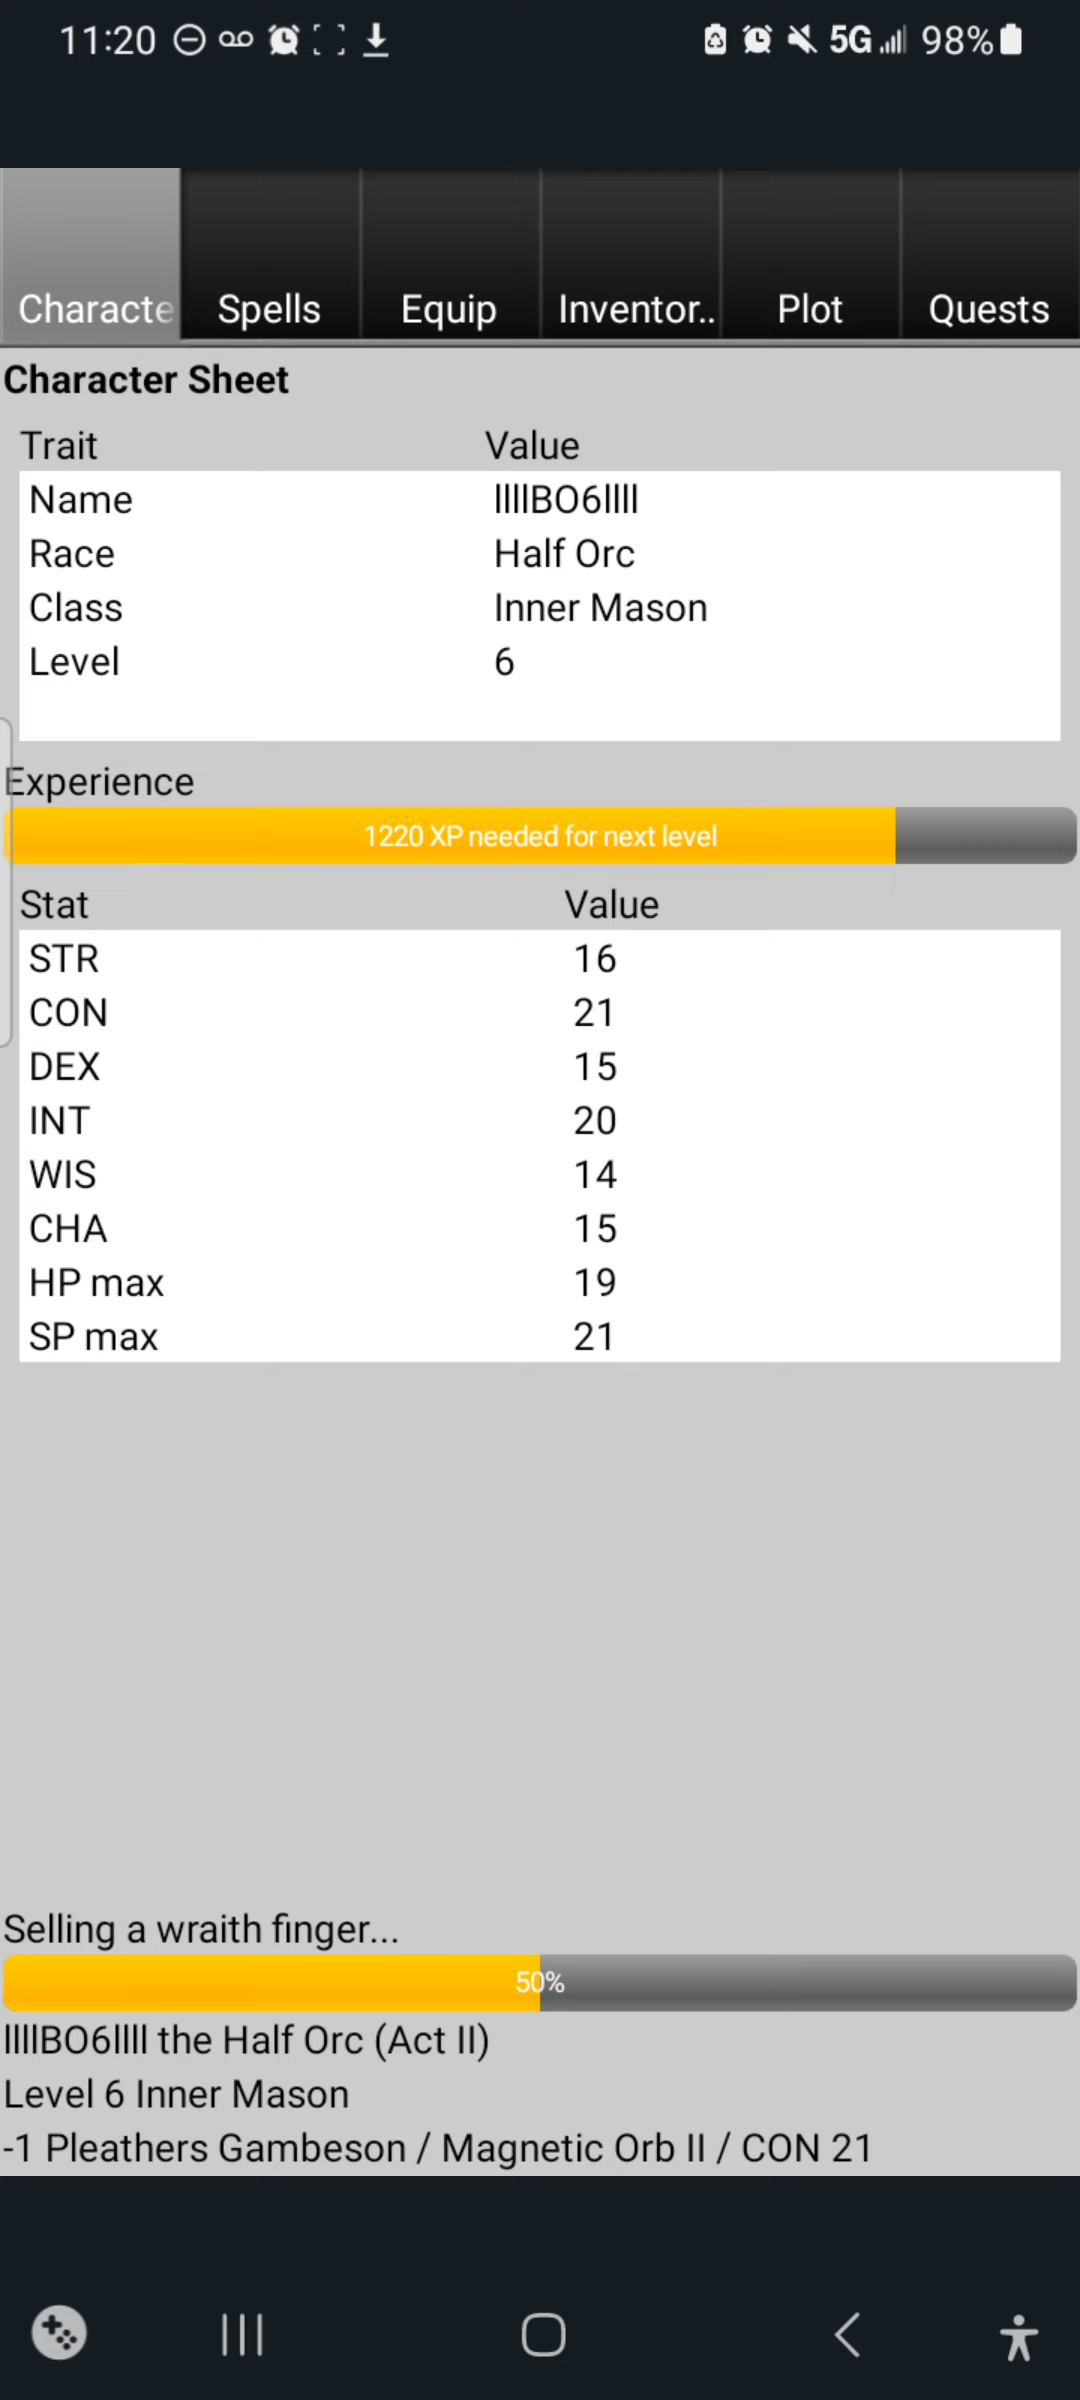 11:20 5G 98%
Characte Spells Equip Inventor.. Plot Quests
Character Sheet
Trait Value
Name llllBO6llll
Race Half Orc
Class Inner Mason
Level 6
Experience
1220 XP needed for next level
Stat Value
STR 16
CON 21
DEX 15
INT 20
WIS 14
CHA 15
HP max 19
SP max 21
Selling a wraith finger...
50%
llllBO6llll the Half Orc (Act II)
Level 6 Inner Mason
-1 Pleathers Gambeson / Magnetic Orb II / CON 21